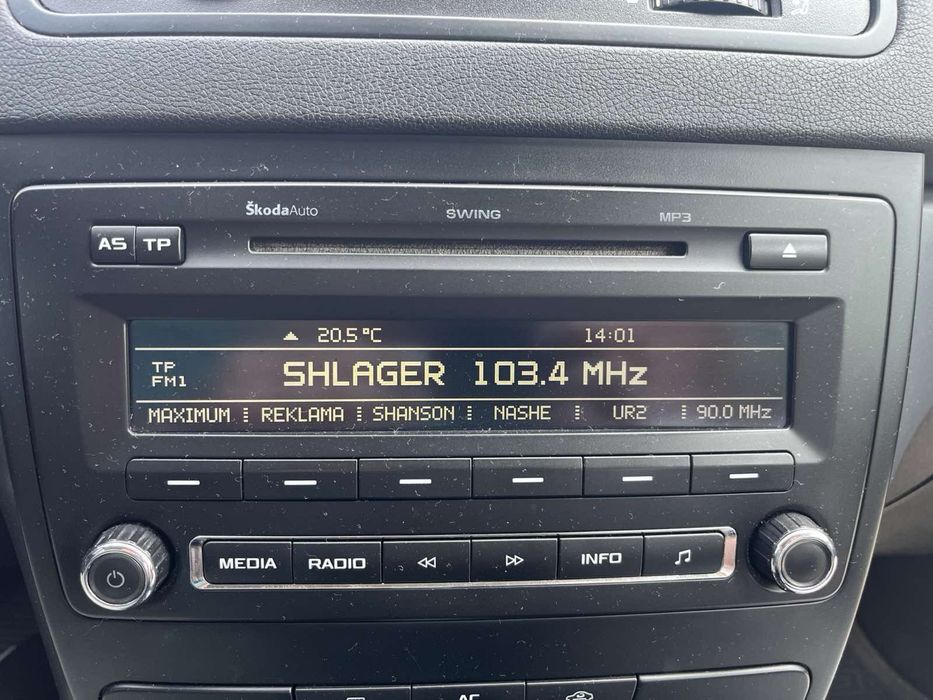 ŠkodaAuto SWING MP3
AS TP
20.5°C 14:01
TP
FM1
SHLAGER 103.4 MHz
MAXIMUM REKLAMA SHANSON NASHE UR2 90.0 MHz
MEDIA RADIO INFO